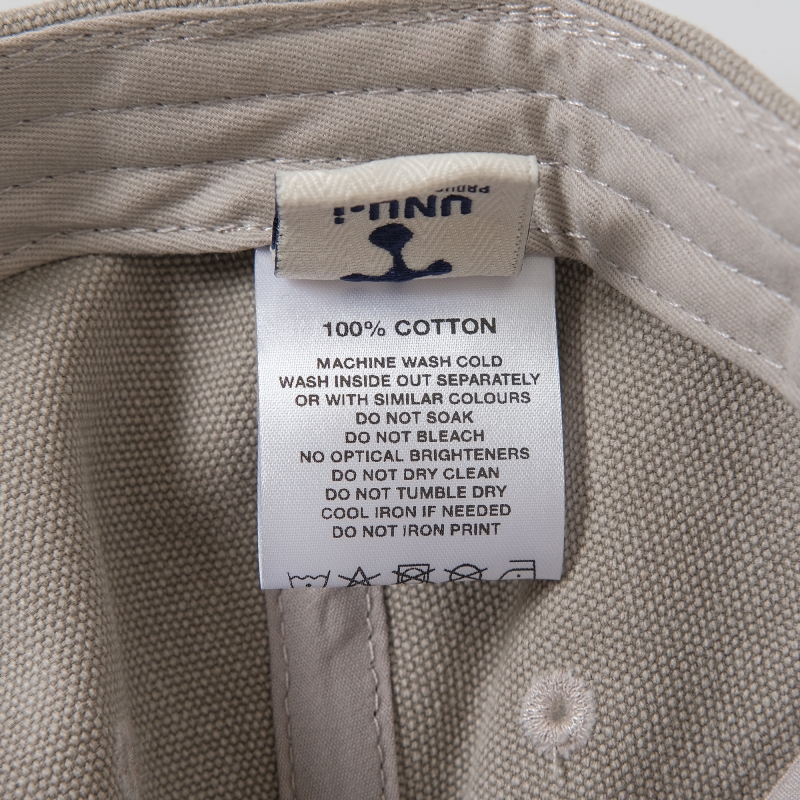 UNU-i
100% COTTON
MACHINE WASH COLD
WASH INSIDE OUT SEPARATELY
OR WITH SIMILAR COLOURS
DO NOT SOAK
DO NOT BLEACH
NO OPTICAL BRIGHTENERS
DO NOT DRY CLEAN
DO NOT TUMBLE DRY
COOL IRON IF NEEDED
DO NOT IRON PRINT